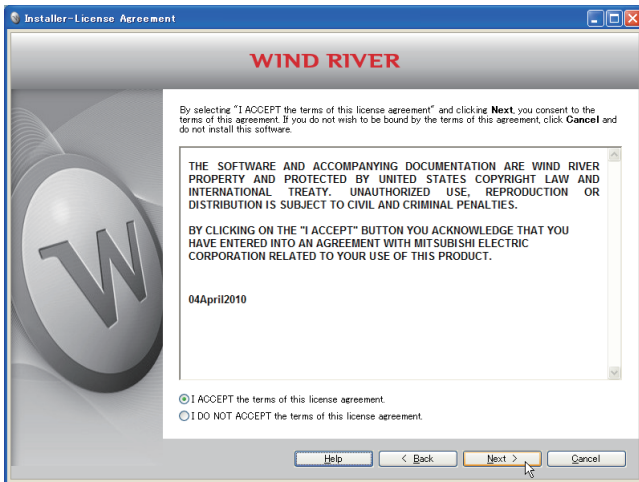 Installer-License Agreement
WIND RIVER
By selecting "I ACCEPT the terms of this license agreement" and clicking Next, you consent to the
terms of this agreement. If you do not wish to be bound by the terms of this agreement, click Cancel and
do not install this software.
THE SOFTWARE AND ACCOMPANYING DOCUMENTATION ARE WIND RIVER
PROPERTY AND PROTECTED BY UNITED STATES COPYRIGHT LAW AND
INTERNATIONAL TREATY. UNAUTHORIZED USE, REPRODUCTION OR
DISTRIBUTION IS SUBJECT TO CIVIL AND CRIMINAL PENALTIES.
BY CLICKING ON THE "I ACCEPT" BUTTON YOU ACKNOWLEDGE THAT YOU
HAVE ENTERED INTO AN AGREEMENT WITH MITSUBISHI ELECTRIC
CORPORATION RELATED TO YOUR USE OF THIS PRODUCT.
04April2010
I ACCEPT the terms of this license agreement.
I DO NOT ACCEPT the terms of this license agreement.
Help < Back Next > Cancel
W